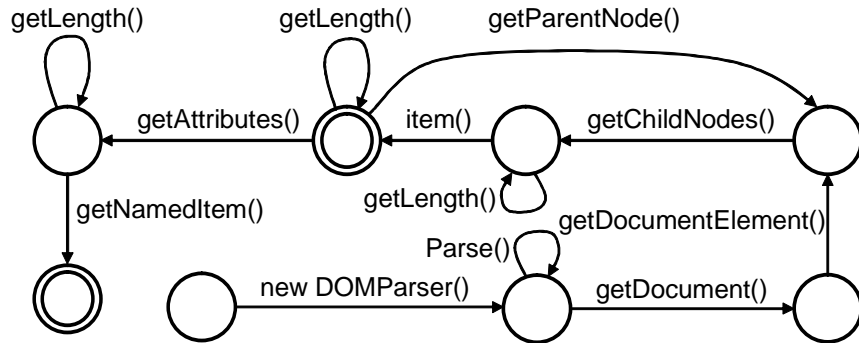 getLength()
getLength()
getParentNode()
getAttributes()
item()
getChildNodes()
getLength()
getNamedItem()
getDocumentElement()
Parse()
new DOMParser()
getDocument()